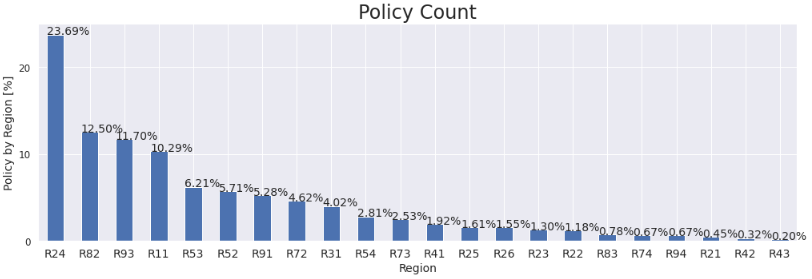 Policy Count
Policy by Region [%]
20
10
0
23.69% 12.50% 11.70% 10.29% 6.21% 5.71% 5.28% 4.62% 4.02% 2.81% 2.53% 1.92% 1.61% 1.55% 1.30% 1.18% 0.78% 0.67% 0.67% 0.45% 0.32% 0.20%
R24 R82 R93 R11 R53 R52 R91 R72 R31 R54 R73 R41 R25 R26 R23 R22 R83 R74 R94 R21 R42 R43
Region